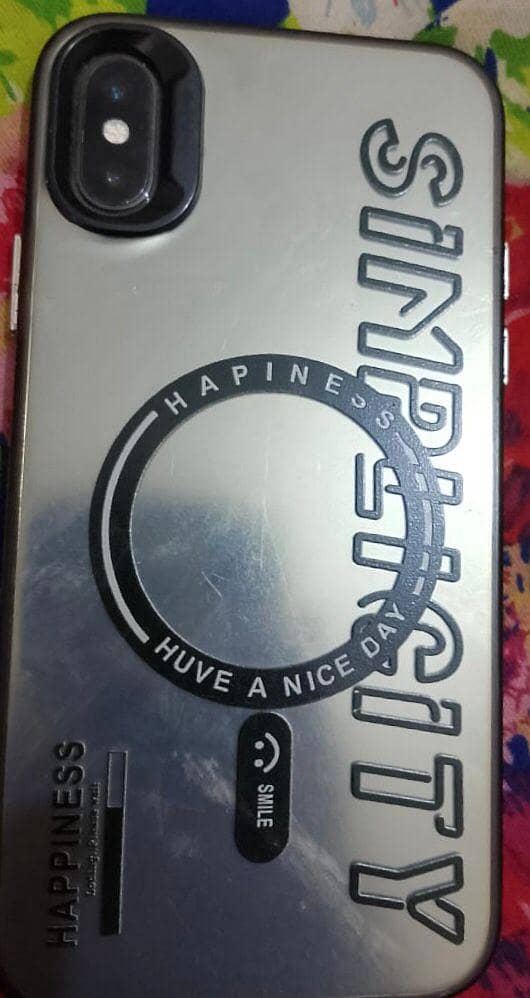 SIMPLICITY
HAPINESS
HUVE A NICE DAY
SMILE
HAPPINESS